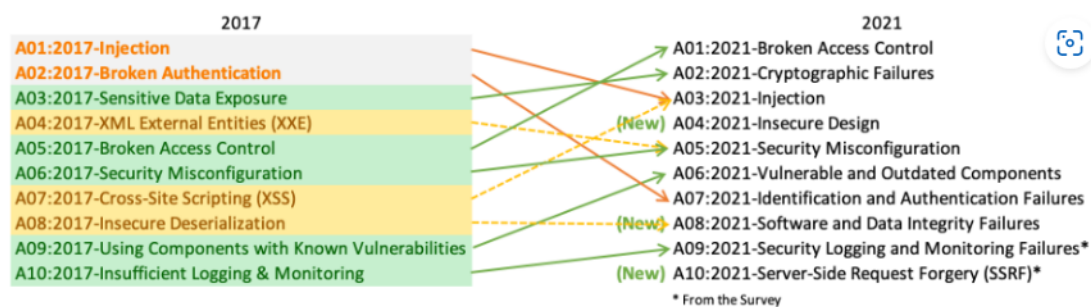 2017
A01:2017-Injection
A02:2017-Broken Authentication
A03:2017-Sensitive Data Exposure
A04:2017-XML External Entities (XXE)
A05:2017-Broken Access Control
A06:2017-Security Misconfiguration
A07:2017-Cross-Site Scripting (XSS)
A08:2017-Insecure Deserialization
A09:2017-Using Components with Known Vulnerabilities
A10:2017-Insufficient Logging & Monitoring
2021
A01:2021-Broken Access Control
A02:2021-Cryptographic Failures
A03:2021-Injection
(New) A04:2021-Insecure Design
A05:2021-Security Misconfiguration
A06:2021-Vulnerable and Outdated Components
A07:2021-Identification and Authentication Failures
(New) A08:2021-Software and Data Integrity Failures
A09:2021-Security Logging and Monitoring Failures*
(New) A10:2021-Server-Side Request Forgery (SSRF)*
* From the Survey